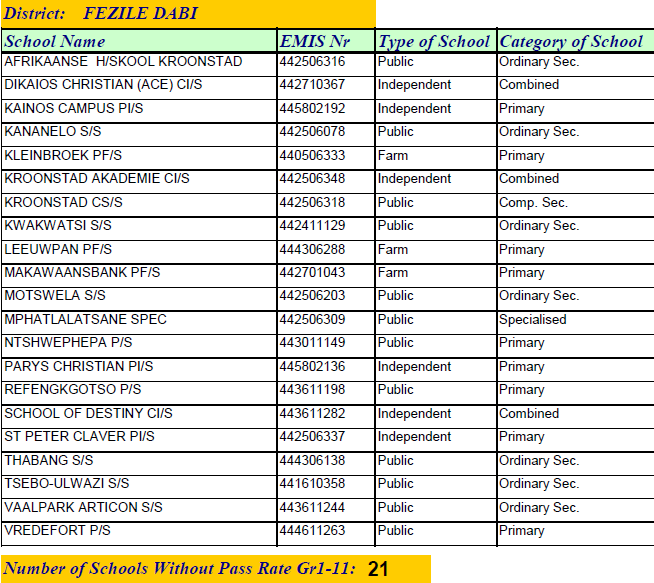 District: FEZILE DABI
School Name EMIS Nr Type of School Category of School
AFRIKAANSE H/SKOOL KROONSTAD 442506316 Public Ordinary Sec.
DIKAIOS CHRISTIAN (ACE) CI/S 442710367 Independent Combined
KAINOS CAMPUS PI/S 445802192 Independent Primary
KANANELO S/S 442506078 Public Ordinary Sec.
KLEINBROEK PF/S 440506333 Farm Primary
KROONSTAD AKADEMIE CI/S 442506348 Independent Combined
KROONSTAD CS/S 442506318 Public Comp. Sec.
KWAKWATSI S/S 442411129 Public Ordinary Sec.
LEEUWPAN PF/S 444306288 Farm Primary
MAKAWAANSBANK PF/S 442701043 Farm Primary
MOTSWELA S/S 442506203 Public Ordinary Sec.
MPHATLALATSANE SPEC 442506309 Public Specialised
NTSHWEPHEPA P/S 443011149 Public Primary
PARYS CHRISTIAN PI/S 445802136 Independent Primary
REFENGKGOTSO P/S 443611198 Public Primary
SCHOOL OF DESTINY CI/S 443611282 Independent Combined
ST PETER CLAVER PI/S 442506337 Independent Primary
THABANG S/S 444306138 Public Ordinary Sec.
TSEBO-ULWAZI S/S 441610358 Public Ordinary Sec.
VAALPARK ARTICON S/S 443611244 Public Ordinary Sec.
VREDEFORT P/S 444611263 Public Primary
Number of Schools Without Pass Rate Gr1-11: 21